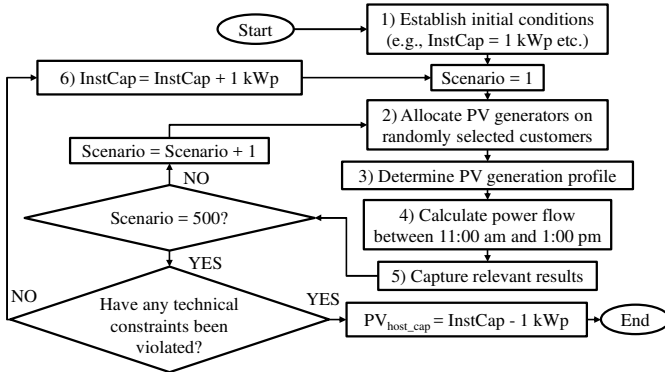 Start
1) Establish initial conditions
(e.g., InstCap = 1 kWp etc.)
6) InstCap = InstCap + 1 kWp
Scenario = 1
2) Allocate PV generators on
randomly selected customers
Scenario = Scenario + 1
3) Determine PV generation profile
NO
Scenario = 500?
4) Calculate power flow
between 11:00 am and 1:00 pm
YES
5) Capture relevant results
NO
Have any technical
constraints been
violated?
YES
PV_host_cap = InstCap - 1 kWp
End